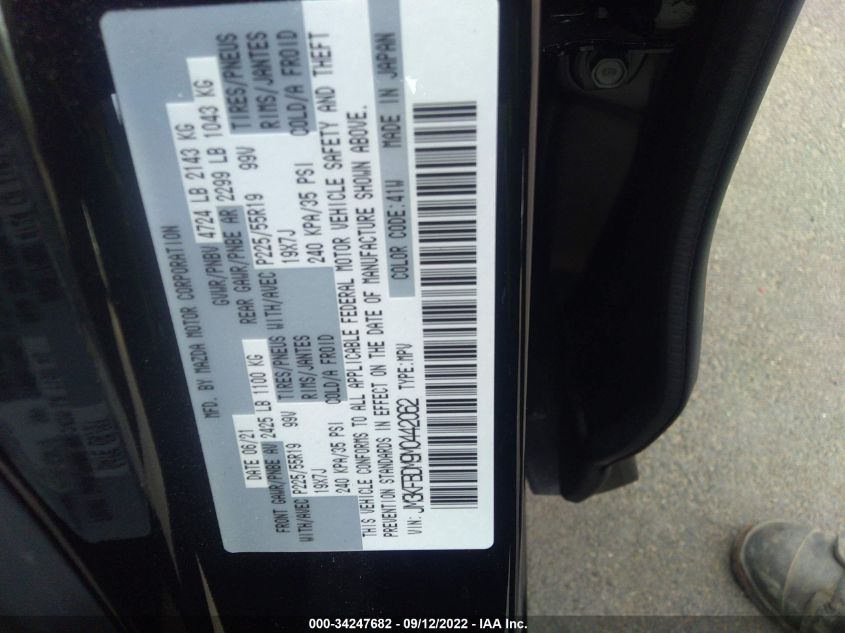 MFD. BY MAZDA MOTOR CORPORATION
DATE 06/21 GVWR/PNBV 4724 LB 2143 KG
FRONT GAWR/PNBE AV 2425 LB 1100 KG REAR GAWR/PNBE AR 2299 LB 1043 KG
WITH/AVEC P225/55R19 99V TIRES/PNEUS WITH/AVEC P225/55R19 99V TIRES/PNEUS
19X7J RIMS/JANTES 19X7J RIMS/JANTES
240 KPA/35 PSI COLD/A FROID 240 KPA/35 PSI COLD/A FROID
THIS VEHICLE CONFORMS TO ALL APPLICABLE FEDERAL MOTOR VEHICLE SAFETY AND THEFT
PREVENTION STANDARDS IN EFFECT ON THE DATE OF MANUFACTURE SHOWN ABOVE.
VIN: JM3KFBDM9M0442062 TYPE:MPV COLOR CODE:41W MADE IN JAPAN
000-34247682 - 09/12/2022 - IAA Inc.